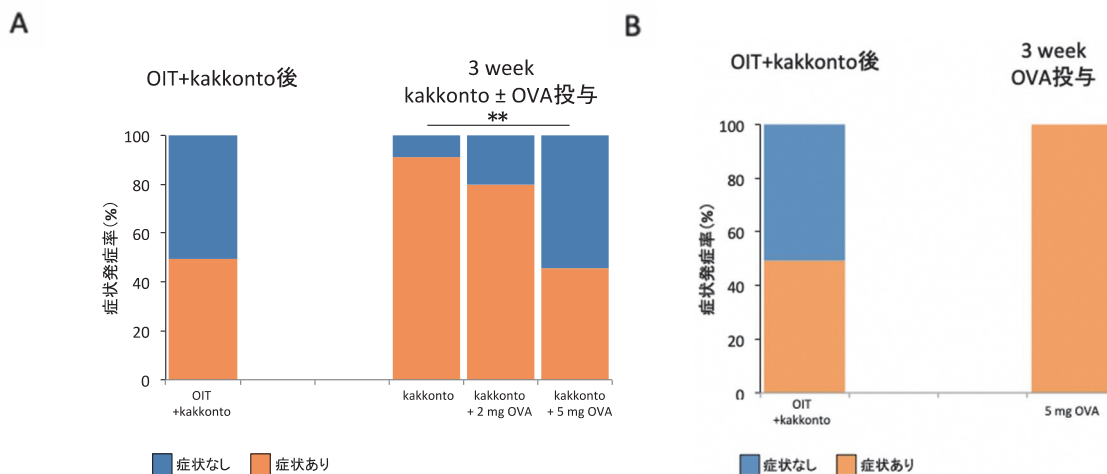 A
OIT+kakkonto後
3 week
kakkonto ± OVA投与
**
症状発症率(%)
100
80
60
40
20
0
OIT
+kakkonto
kakkonto
kakkonto
+ 2 mg OVA
kakkonto
+ 5 mg OVA
症状なし
症状あり
B
OIT+kakkonto後
3 week
OVA投与
症状発症率(%)
100
80
60
40
20
0
OIT
+kakkonto
5 mg OVA
症状なし
症状あり